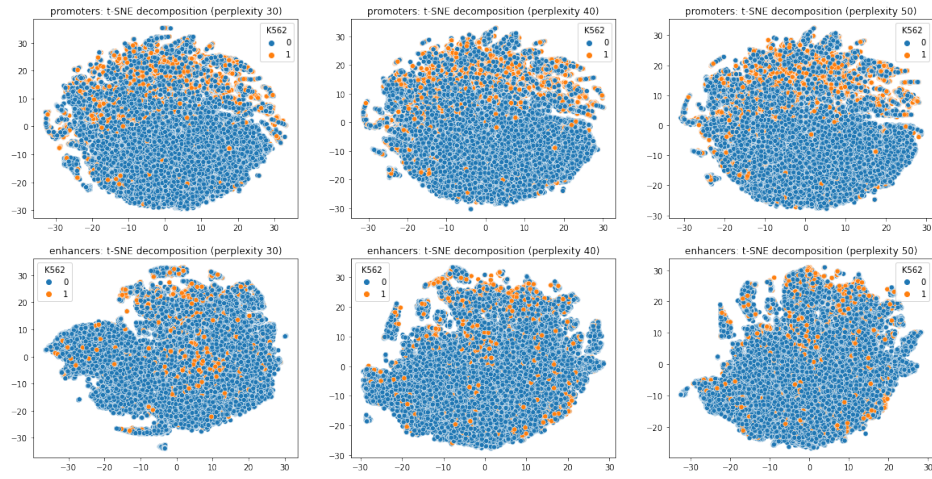 promoters: t-SNE decomposition (perplexity 30)
K562
0
1
30
20
10
0
−10
−20
−30
−30 −20 −10 0 10 20 30
promoters: t-SNE decomposition (perplexity 40)
K562
0
1
30
20
10
0
−10
−20
−30
−30 −20 −10 0 10 20 30
promoters: t-SNE decomposition (perplexity 50)
K562
0
1
30
20
10
0
−10
−20
−30
−30 −20 −10 0 10 20 30
enhancers: t-SNE decomposition (perplexity 30)
K562
0
1
30
20
10
0
−10
−20
−30
−30 −20 −10 0 10 20 30
enhancers: t-SNE decomposition (perplexity 40)
K562
0
1
30
20
10
0
−10
−20
−30
−30 −20 −10 0 10 20 30
enhancers: t-SNE decomposition (perplexity 50)
K562
0
1
30
20
10
0
−10
−20
−30 −20 −10 0 10 20 30